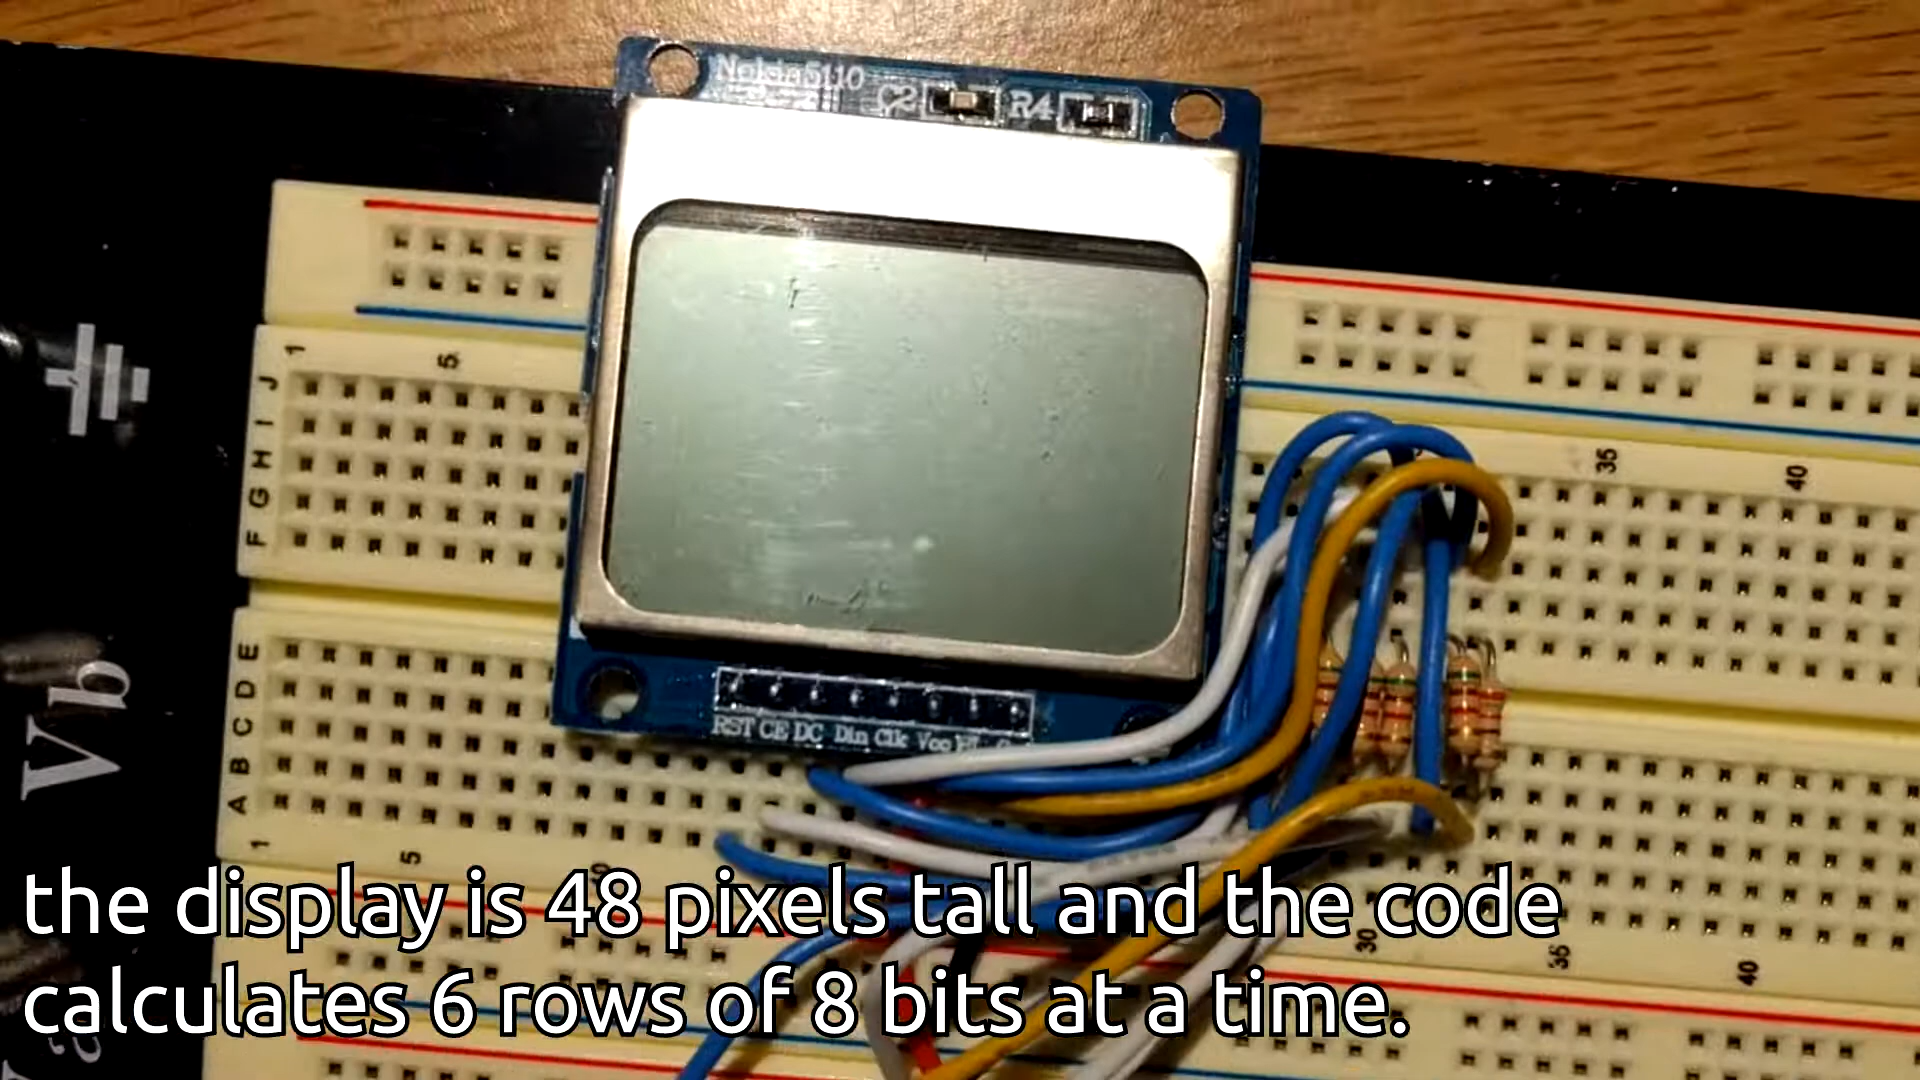 Nokia5110
C2 R4
1 5
J
I
H
G
F
35 40
E
D
C
B
A
RST CE DC Din Clk Vcc
1 5 10
30 35 40
Vb
the display is 48 pixels tall and the code
calculates 6 rows of 8 bits at a time.